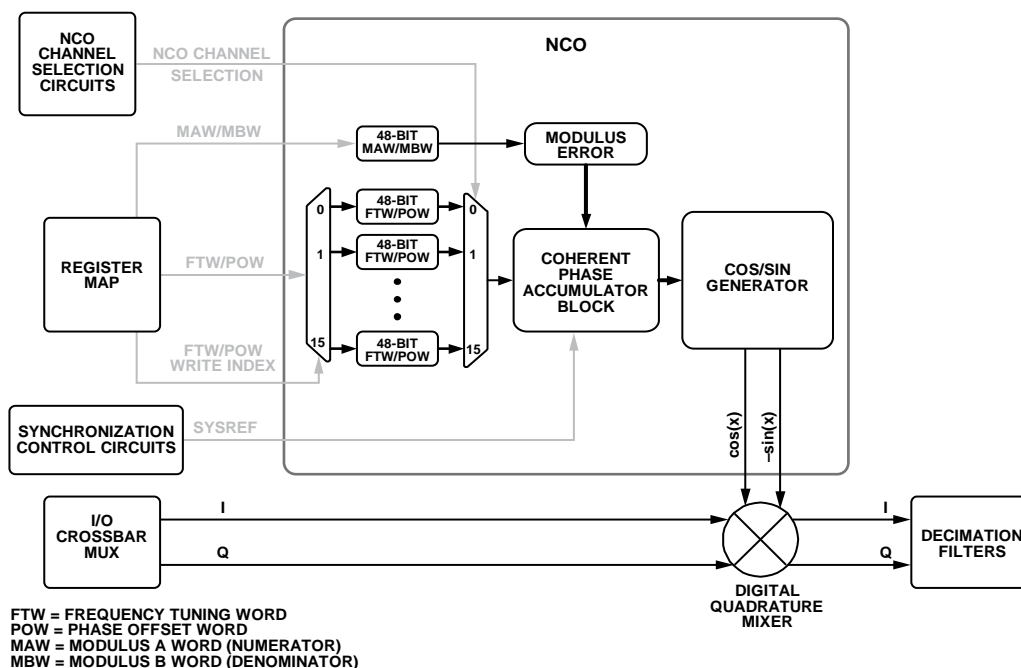 NCO
CHANNEL
SELECTION
CIRCUITS
NCO CHANNEL
SELECTION
NCO
MAW/MBW
48-BIT
MAW/MBW
MODULUS
ERROR
REGISTER
MAP
FTW/POW
FTW/POW
WRITE INDEX
0
1
15
48-BIT
FTW/POW
48-BIT
FTW/POW
48-BIT
FTW/POW
0
1
15
COHERENT
PHASE
ACCUMULATOR
BLOCK
COS/SIN
GENERATOR
SYNCHRONIZATION
CONTROL CIRCUITS
SYSREF
cos(x)
–sin(x)
I/O
CROSSBAR
MUX
I
Q
DIGITAL
QUADRATURE
MIXER
I
Q
DECIMATION
FILTERS
FTW = FREQUENCY TUNING WORD
POW = PHASE OFFSET WORD
MAW = MODULUS A WORD (NUMERATOR)
MBW = MODULUS B WORD (DENOMINATOR)